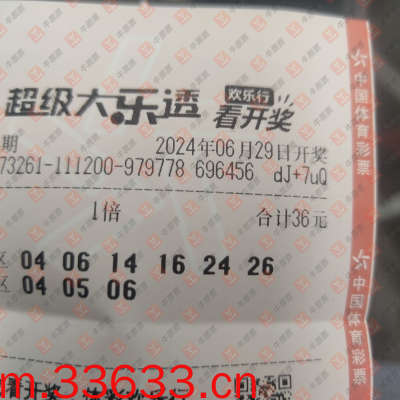 超级大乐透 欢乐行 看开奖
期 2024年06月29日开奖
73261-111200-979778 696456 dJ+7uQ
1倍 合计36元
区 04 06 14 16 24 26
区 04 05 06
中国体育彩票
中国体育彩票
m.33633.cn
看开奖